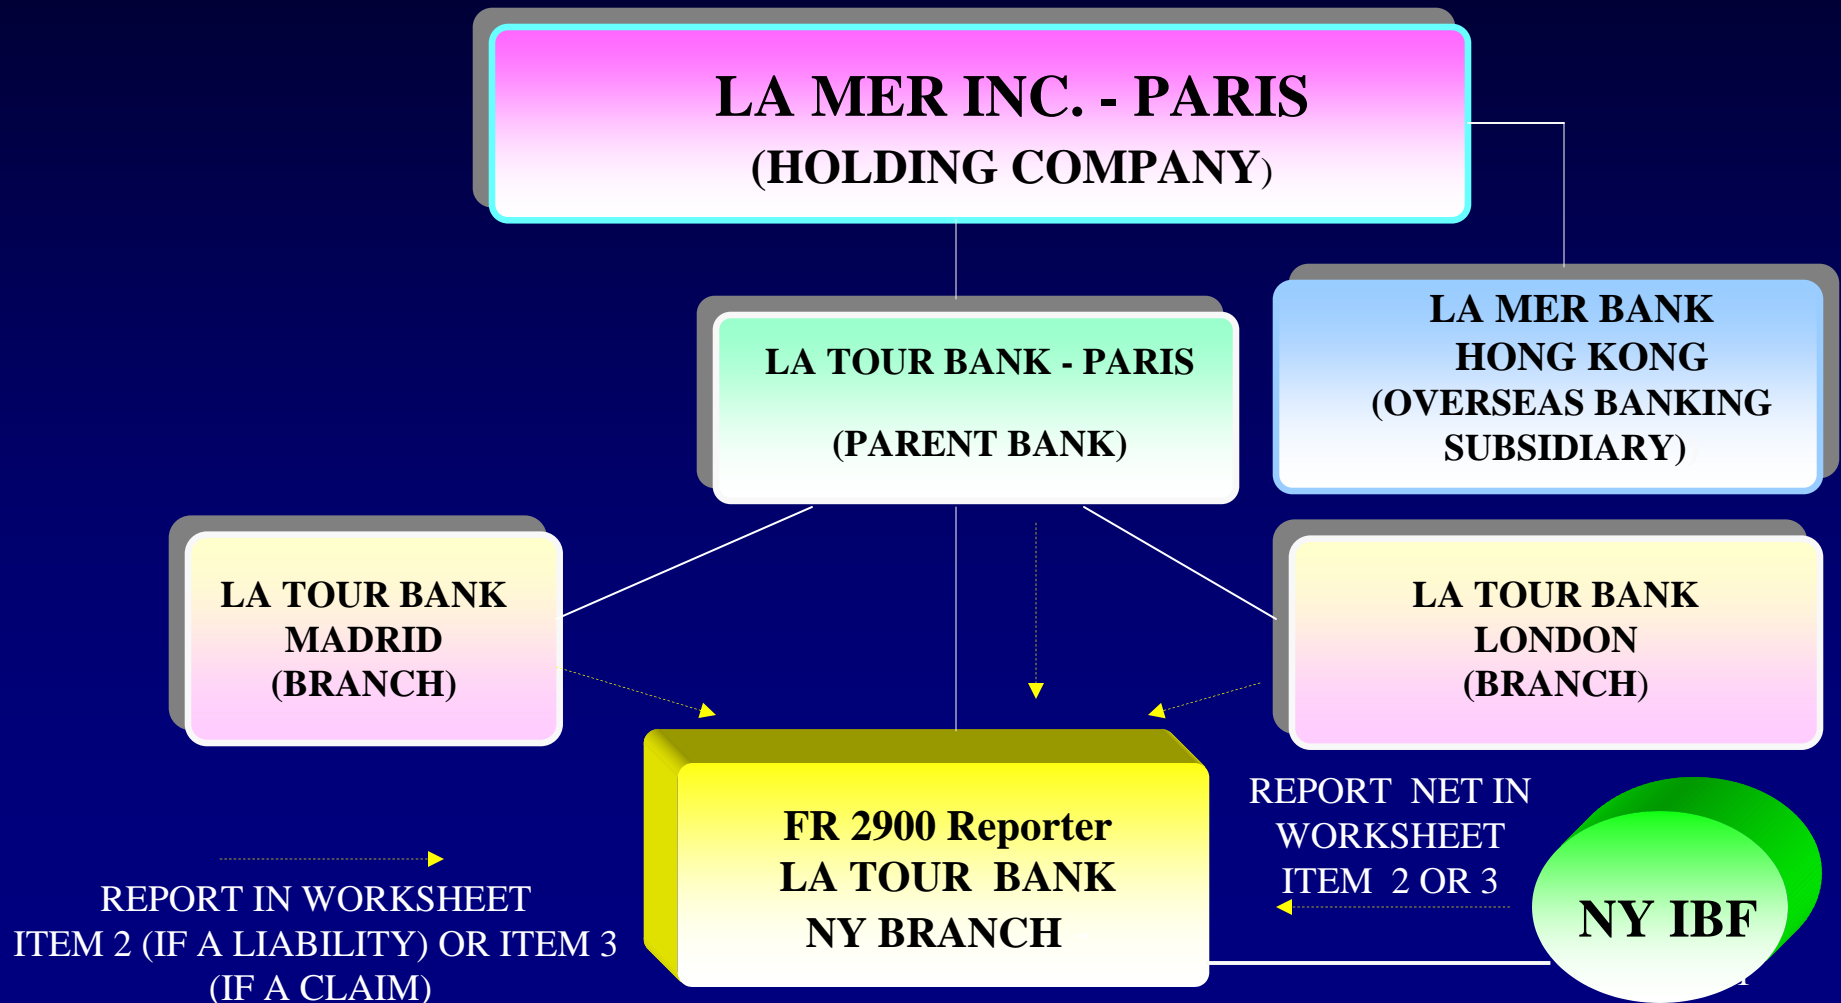 LA MER INC. - PARIS
(HOLDING COMPANY)
LA TOUR BANK - PARIS
(PARENT BANK)
LA MER BANK
HONG KONG
(OVERSEAS BANKING
SUBSIDIARY)
LA TOUR BANK
MADRID
(BRANCH)
LA TOUR BANK
LONDON
(BRANCH)
FR 2900 Reporter
LA TOUR BANK
NY BRANCH
REPORT NET IN
WORKSHEET
ITEM 2 OR 3
NY IBF
REPORT IN WORKSHEET
ITEM 2 (IF A LIABILITY) OR ITEM 3
(IF A CLAIM)